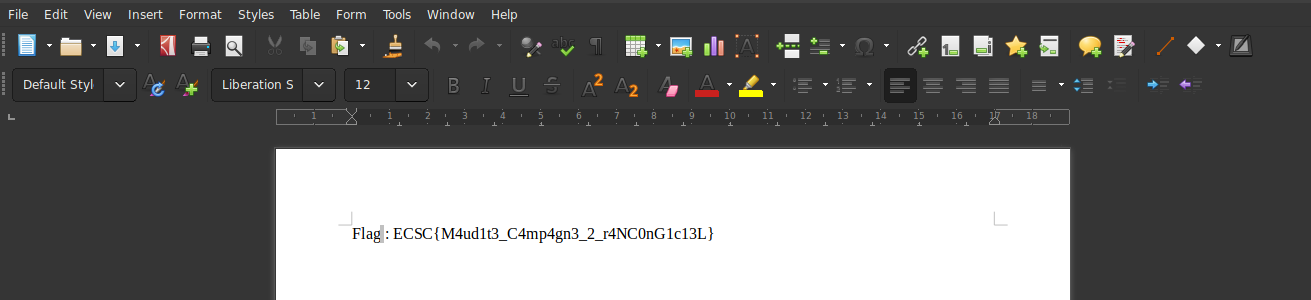 File Edit View Insert Format Styles Table Form Tools Window Help
Default Styl Liberation S 12
1 1 2 3 4 5 6 7 8 9 10 11 12 13 14 15 16 17 18
Flag : ECSC{M4ud1t3_C4mp4gn3_2_r4NC0nG1c13L}